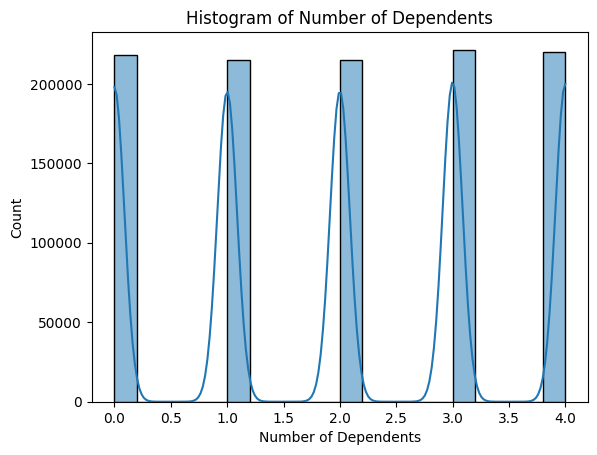 Histogram of Number of Dependents
Count
200000
150000
100000
50000
0
0.0 0.5 1.0 1.5 2.0 2.5 3.0 3.5 4.0
Number of Dependents